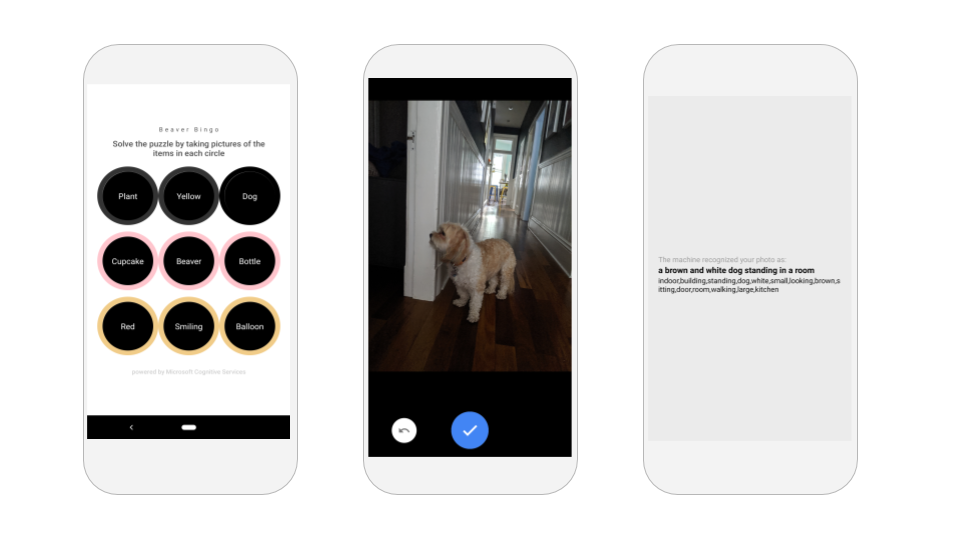 Beaver Bingo
Solve the puzzle by taking pictures of the
items in each circle
Plant Yellow Dog
Cupcake Beaver Bottle
Red Smiling Balloon
powered by Microsoft Cognitive Services
The machine recognized your photo as:
a brown and white dog standing in a room
indoor,building,standing,dog,white,small,looking,brown,s
itting,door,room,walking,large,kitchen